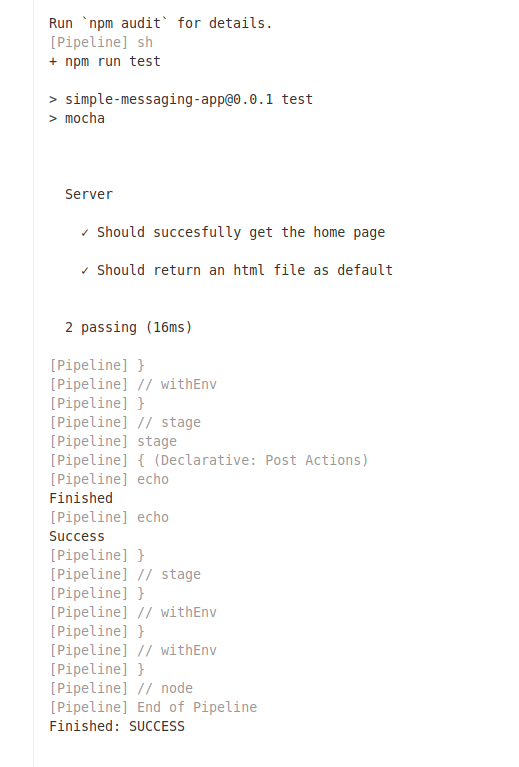 Run `npm audit` for details.
[Pipeline] sh
+ npm run test
> simple-messaging-app@0.0.1 test
> mocha
Server
✓ Should succesfully get the home page
✓ Should return an html file as default
2 passing (16ms)
[Pipeline] }
[Pipeline] // withEnv
[Pipeline] }
[Pipeline] // stage
[Pipeline] stage
[Pipeline] { (Declarative: Post Actions)
[Pipeline] echo
Finished
[Pipeline] echo
Success
[Pipeline] }
[Pipeline] // stage
[Pipeline] }
[Pipeline] // withEnv
[Pipeline] }
[Pipeline] // withEnv
[Pipeline] }
[Pipeline] // node
[Pipeline] End of Pipeline
Finished: SUCCESS